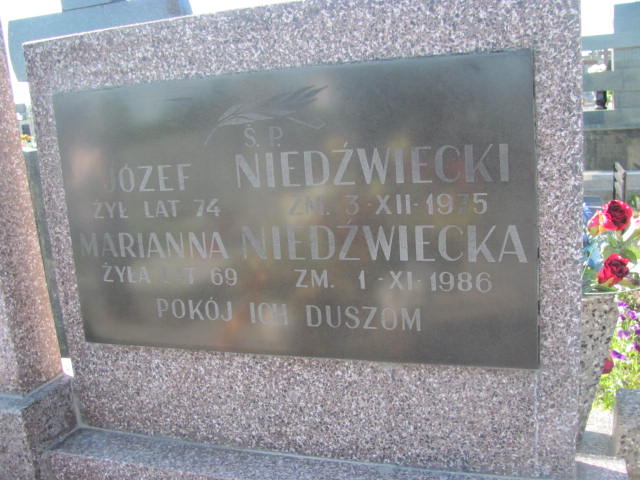 Ś. P.
JÓZEF NIEDŹWIECKI
ŻYŁ LAT 74 ZM. 3-XII-1975
MARIANNA NIEDŹWIECKA
ŻYŁA LAT 69 ZM. 1-XI-1986
POKÓJ ICH DUSZOM